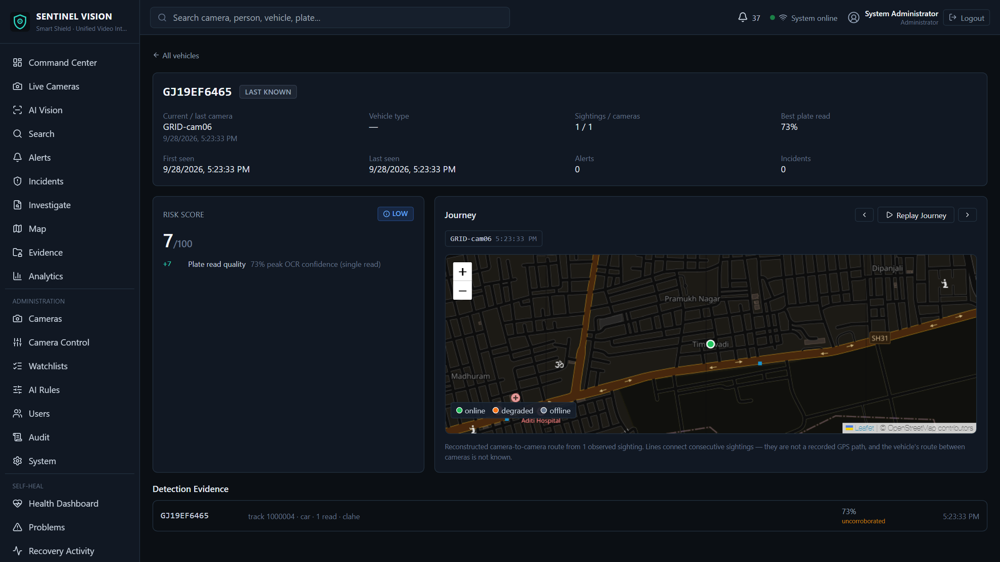 SENTINEL VISION
Smart Shield · Unified Video Int...
Search camera, person, vehicle, plate...
37
System online
System Administrator
Administrator
Logout
Command Center
Live Cameras
AI Vision
Search
Alerts
Incidents
Investigate
Map
Evidence
Analytics
ADMINISTRATION
Cameras
Camera Control
Watchlists
AI Rules
Users
Audit
System
SELF-HEAL
Health Dashboard
Problems
Recovery Activity
← All vehicles
GJ19EF6465 LAST KNOWN
Current / last camera
GRID-cam06
9/28/2026, 5:23:33 PM
Vehicle type
—
Sightings / cameras
1 / 1
Best plate read
73%
First seen
9/28/2026, 5:23:33 PM
Last seen
9/28/2026, 5:23:33 PM
Alerts
0
Incidents
0
RISK SCORE
LOW
7/100
+7 Plate read quality 73% peak OCR confidence (single read)
Journey
Replay Journey
GRID-cam06 5:23:33 PM
+
−
Dipanjali
Pramukh Nagar
SH31
ॐ
Madhuram
online degraded offline
Aditi Hospital
Leaflet | © OpenStreetMap contributors
Reconstructed camera-to-camera route from 1 observed sighting. Lines connect consecutive sightings — they are not a recorded GPS path, and the vehicle's route between
cameras is not known.
Detection Evidence
GJ19EF6465
track 1000004 · car · 1 read · clahe
73%
uncorroborated
5:23:33 PM